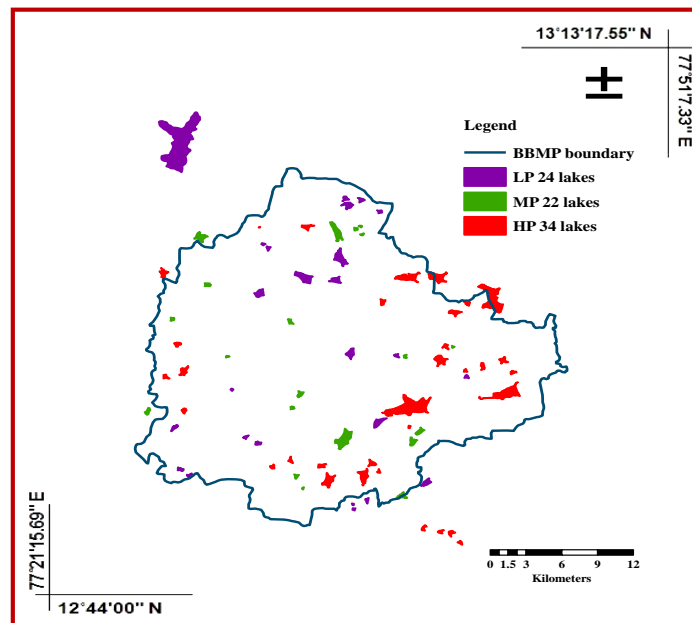 13°13'17.55" N
77°51'7.33" E
Legend
BBMP boundary
LP 24 lakes
MP 22 lakes
HP 34 lakes
77°21'15.69" E
12°44'00" N
0 1.5 3 6 9 12
Kilometers